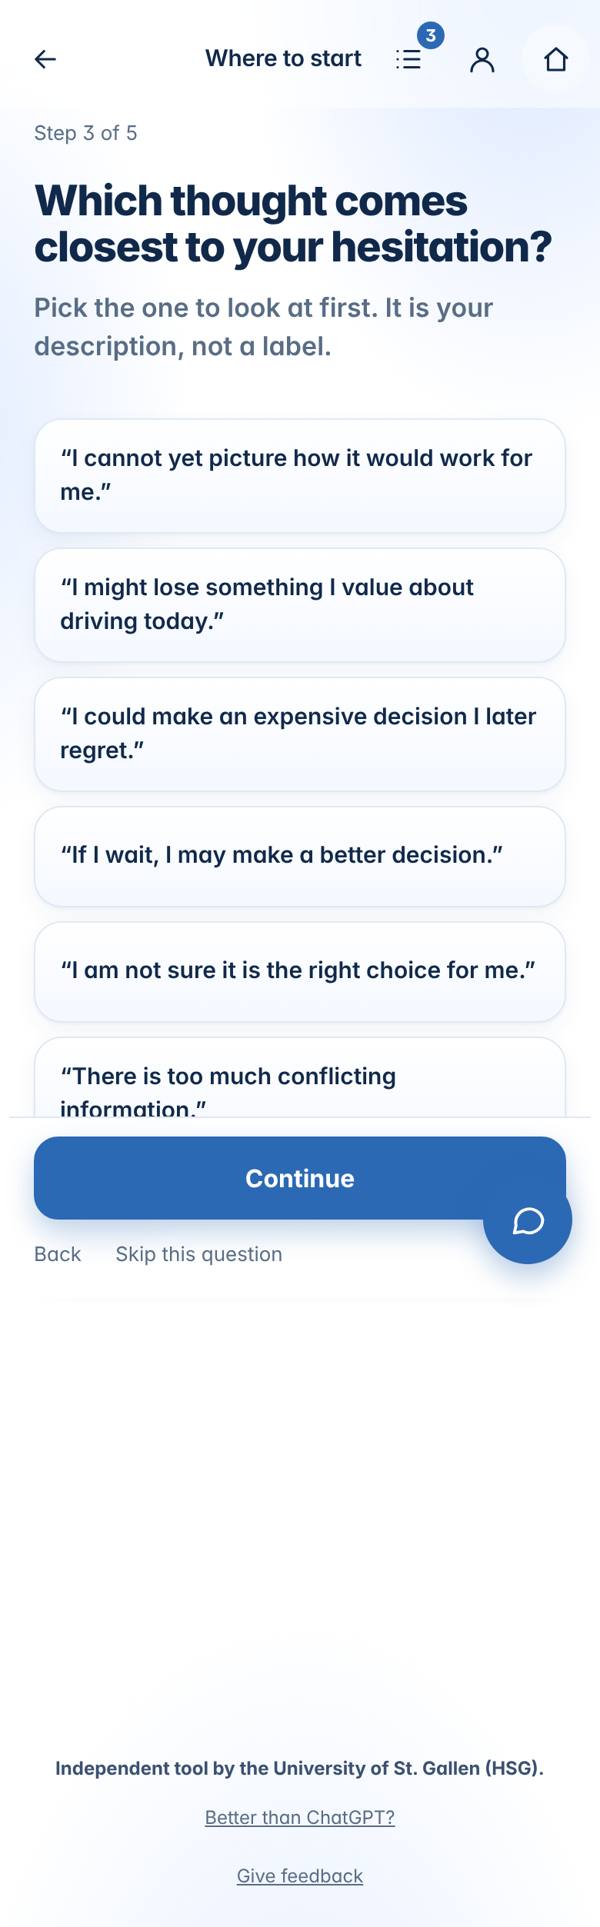 Where to start
3
Step 3 of 5
Which thought comes
closest to your hesitation?
Pick the one to look at first. It is your
description, not a label.
“I cannot yet picture how it would work for
me.”
“I might lose something I value about
driving today.”
“I could make an expensive decision I later
regret.”
“If I wait, I may make a better decision.”
“I am not sure it is the right choice for me.”
“There is too much conflicting
information.”
Continue
Back Skip this question
Independent tool by the University of St. Gallen (HSG).
Better than ChatGPT?
Give feedback